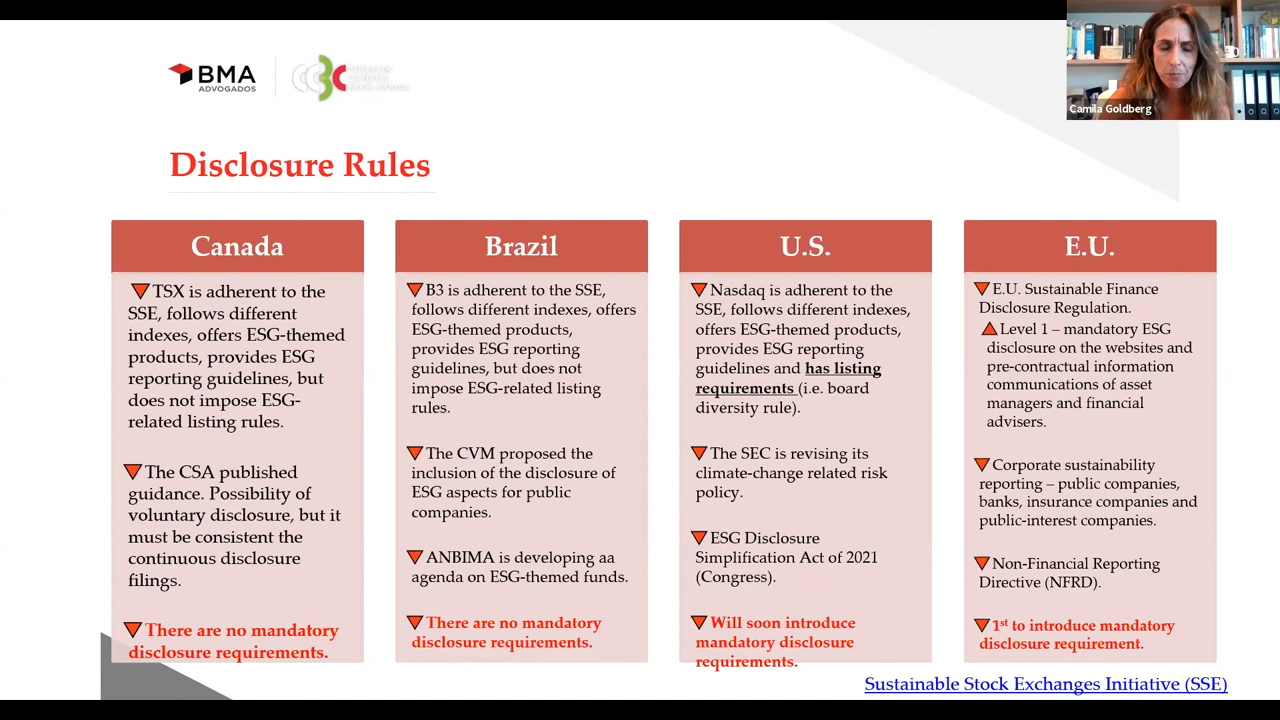 Camila Goldberg
BMA
ADVOGADOS
CÂMARA DE
COMÉRCIO
BRASIL-CANADÁ
Disclosure Rules
Canada
TSX is adherent to the
SSE, follows different
indexes, offers ESG-themed
products, provides ESG
reporting guidelines, but
does not impose ESG-
related listing rules.
The CSA published
guidance. Possibility of
voluntary disclosure, but it
must be consistent the
continuous disclosure
filings.
There are no mandatory
disclosure requirements.
Brazil
B3 is adherent to the SSE,
follows different indexes, offers
ESG-themed products,
provides ESG reporting
guidelines, but does not
impose ESG-related listing
rules.
The CVM proposed the
inclusion of the disclosure of
ESG aspects for public
companies.
ANBIMA is developing aa
agenda on ESG-themed funds.
There are no mandatory
disclosure requirements.
U.S.
Nasdaq is adherent to the
SSE, follows different indexes,
offers ESG-themed products,
provides ESG reporting
guidelines and has listing
requirements (i.e. board
diversity rule).
The SEC is revising its
climate-change related risk
policy.
ESG Disclosure
Simplification Act of 2021
(Congress).
Will soon introduce
mandatory disclosure
requirements.
E.U.
E.U. Sustainable Finance
Disclosure Regulation.
Level 1 – mandatory ESG
disclosure on the websites and
pre-contractual information
communications of asset
managers and financial
advisers.
Corporate sustainability
reporting – public companies,
banks, insurance companies and
public-interest companies.
Non-Financial Reporting
Directive (NFRD).
1st to introduce mandatory
disclosure requirement.
Sustainable Stock Exchanges Initiative (SSE)